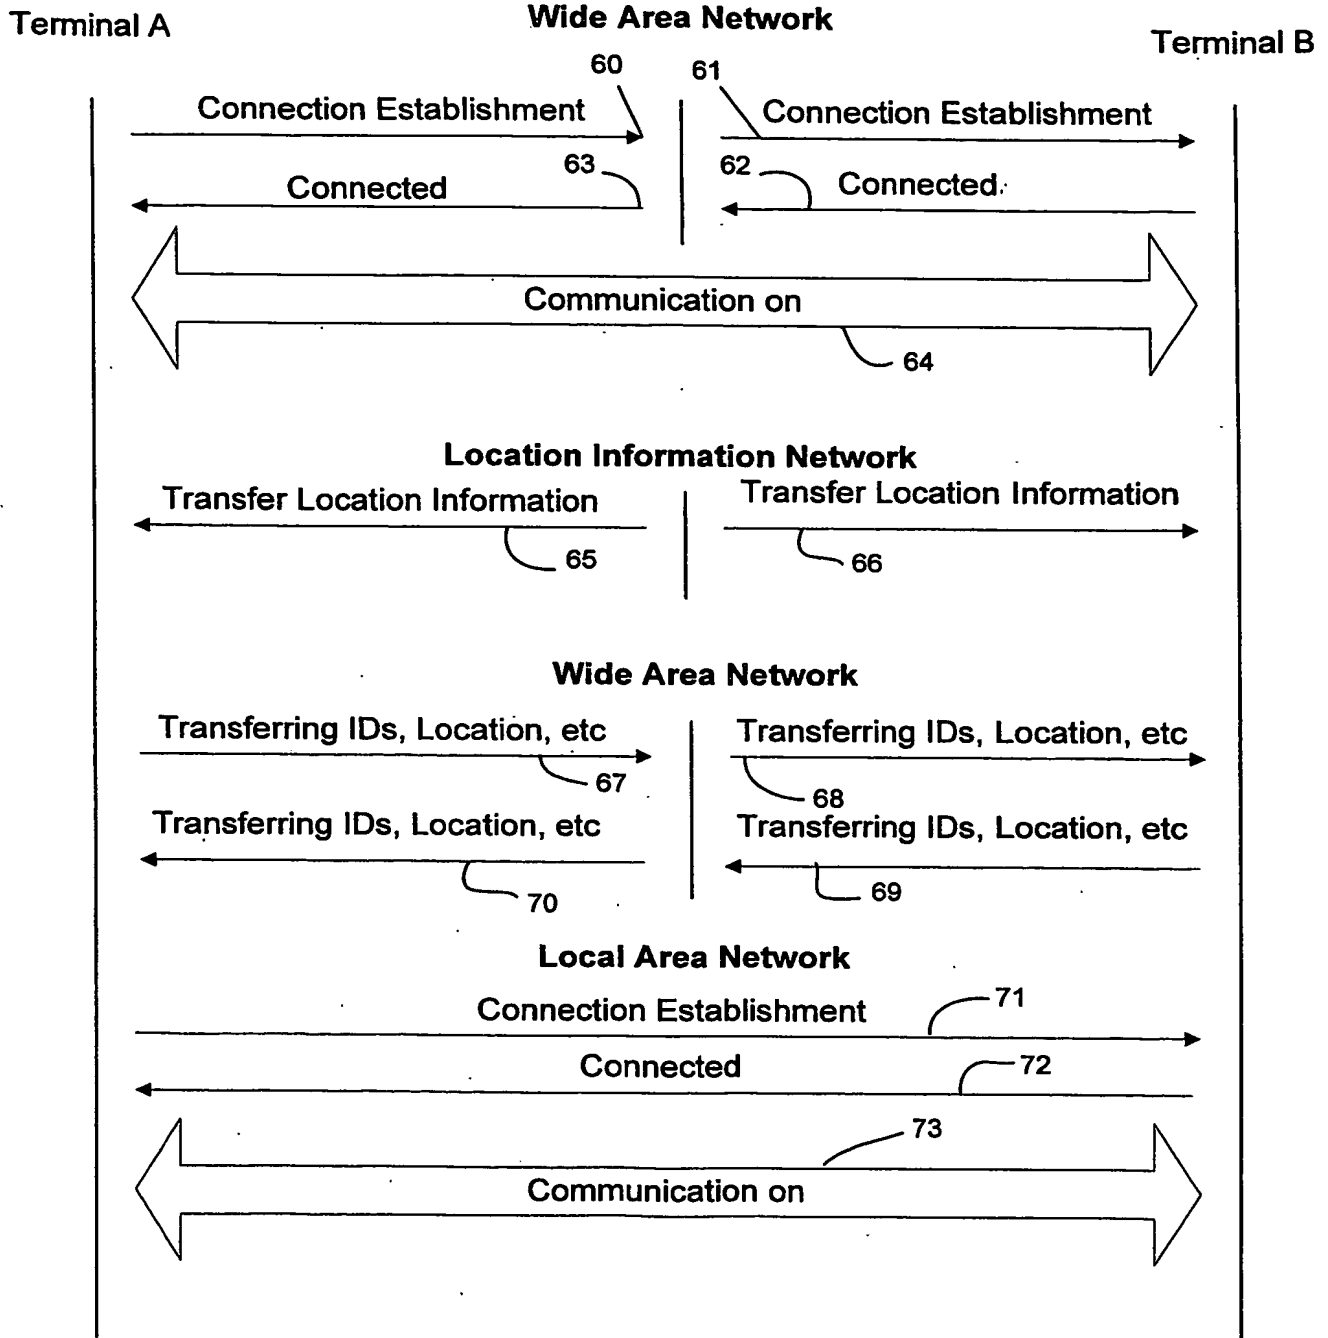 Terminal A
Wide Area Network
Terminal B
60
61
Connection Establishment
Connection Establishment
63
62
Connected
Connected
Communication on
64
Location Information Network
Transfer Location Information
Transfer Location Information
65
66
Wide Area Network
Transferring IDs, Location, etc
Transferring IDs, Location, etc
67
68
Transferring IDs, Location, etc
Transferring IDs, Location, etc
70
69
Local Area Network
Connection Establishment
71
Connected
72
73
Communication on